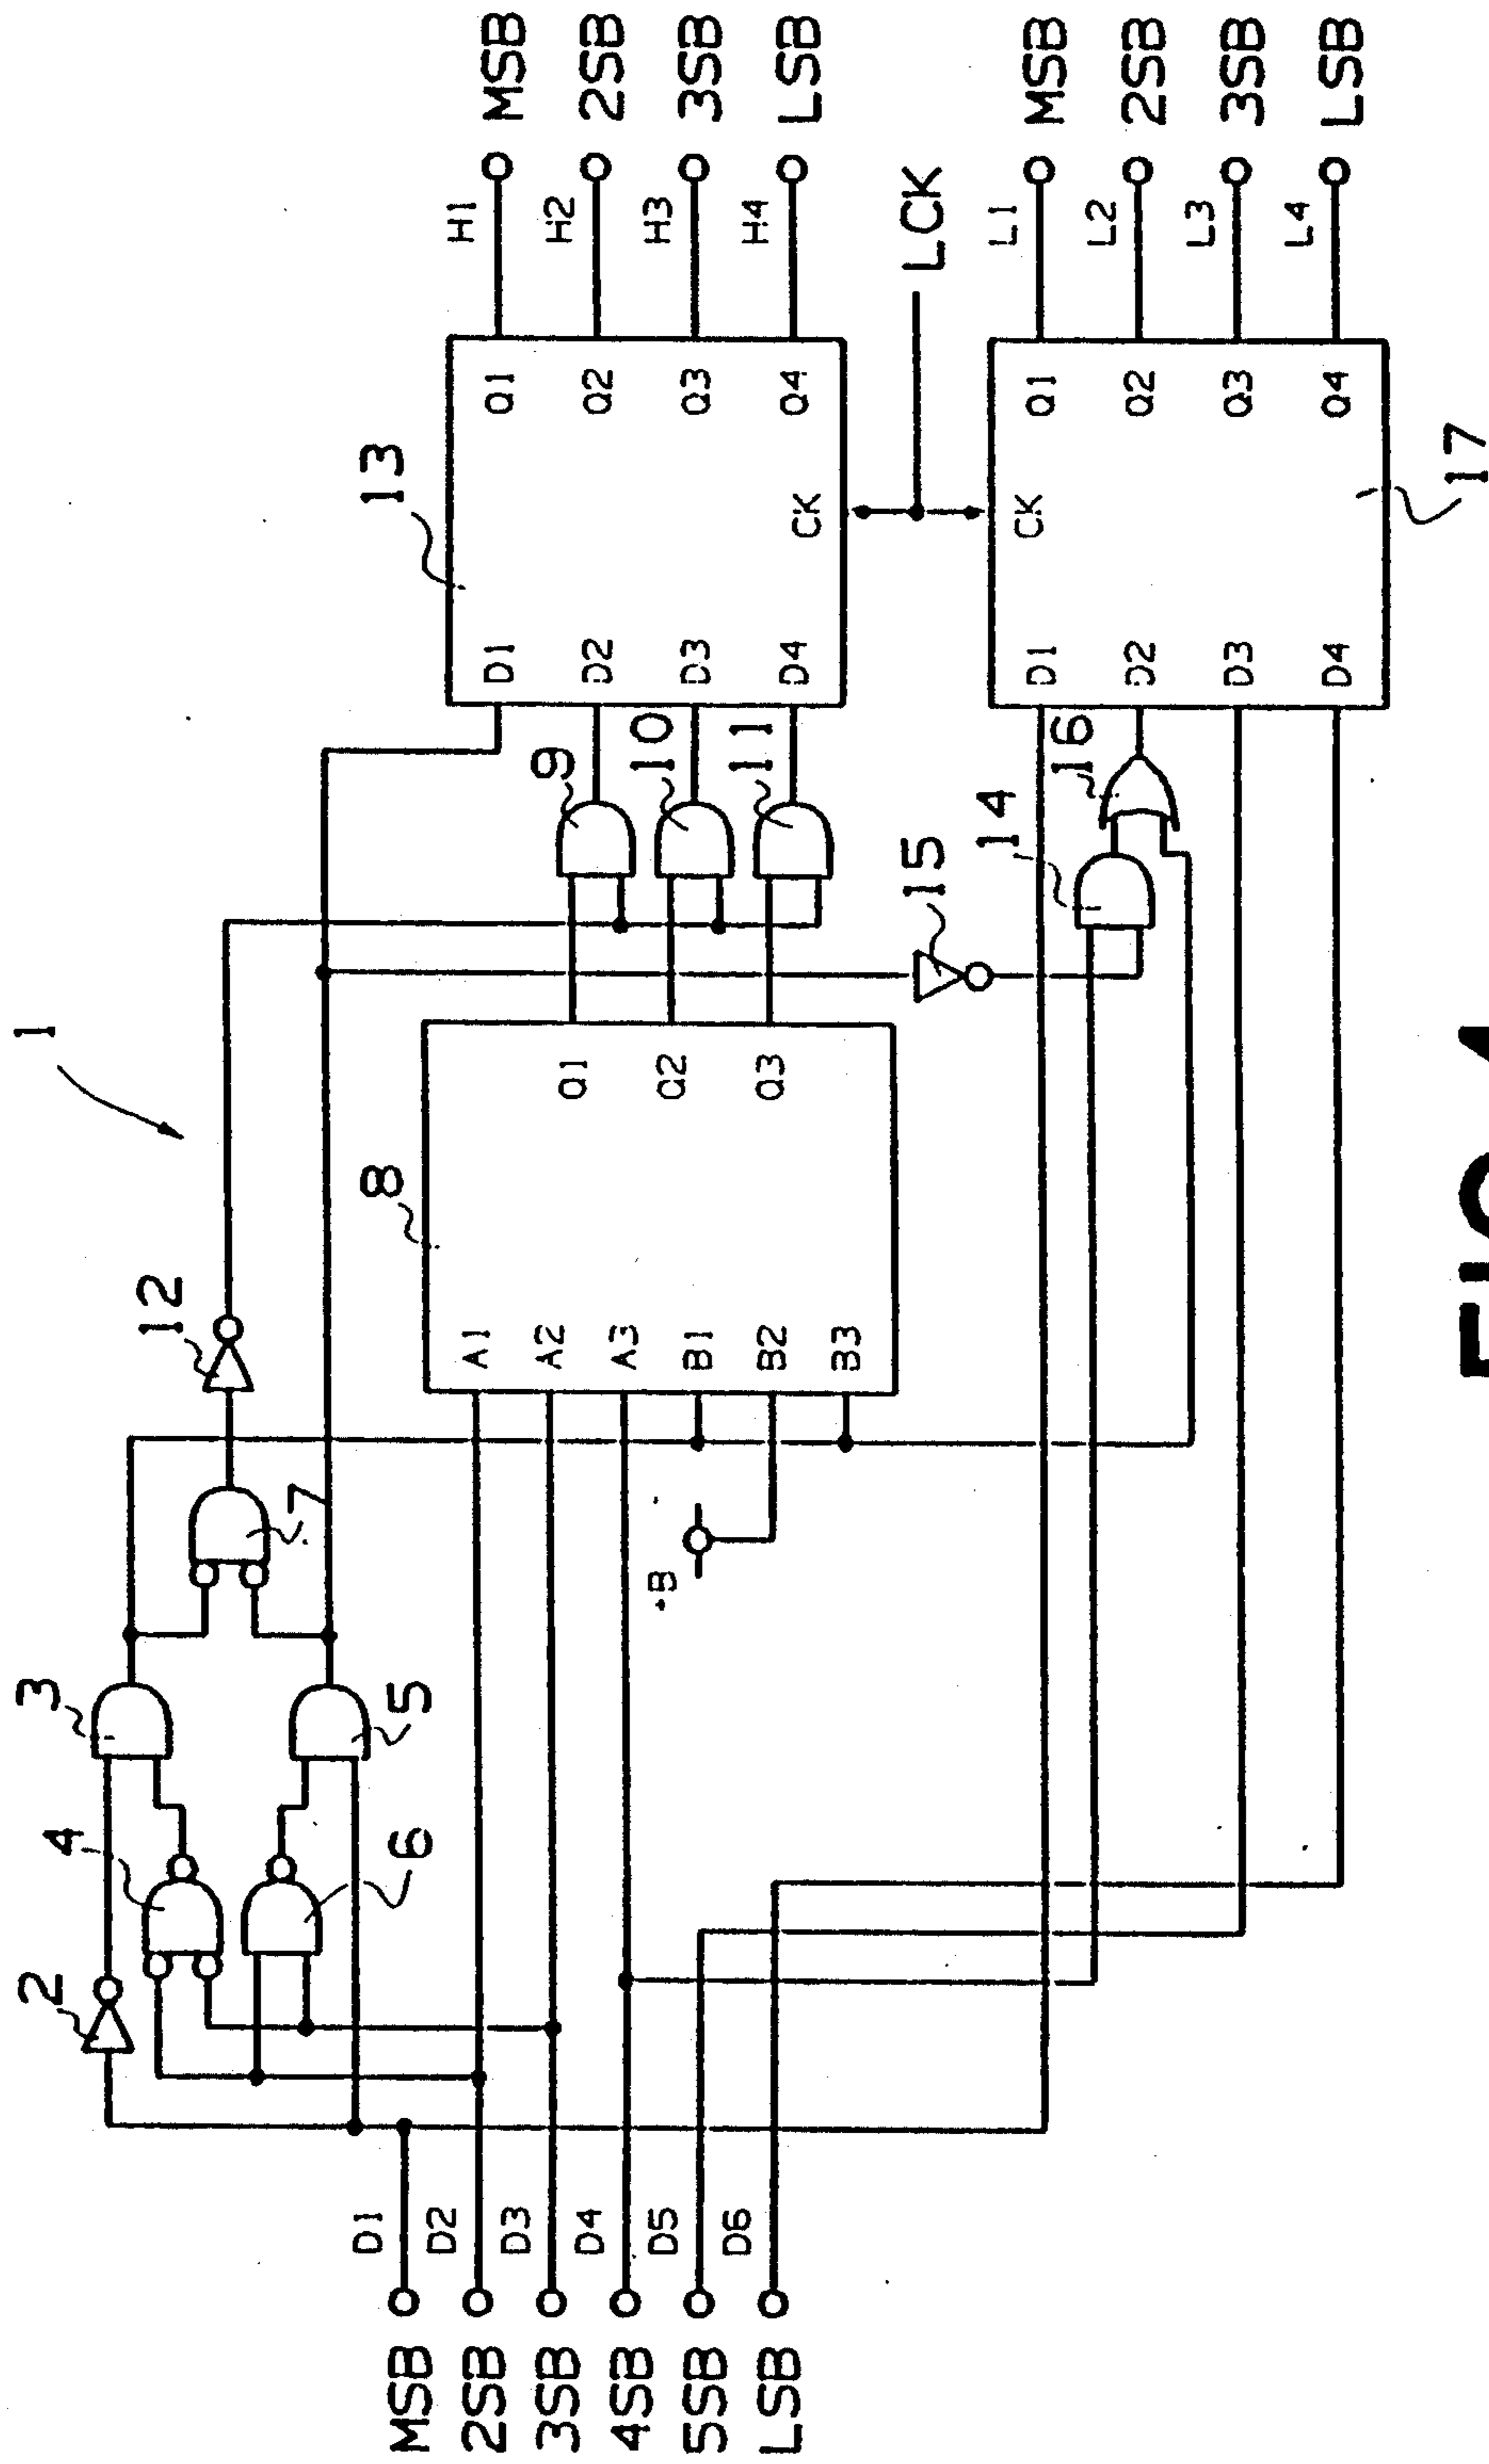 1
2
3
4
5
6
7
12
MSB
2SB
3SB
4SB
5SB
LSB
D1
D2
D3
D4
D5
D6
8
A1
A2
A3
B1
B2
B3
Q1
Q2
Q3
+B
9
10
11
15
14
16
13
D1
D2
D3
D4
Q1
Q2
Q3
Q4
CK
H1
H2
H3
H4
MSB
2SB
3SB
LSB
LCK
17
D1
D2
D3
D4
Q1
Q2
Q3
Q4
CK
L1
L2
L3
L4
MSB
2SB
3SB
LSB